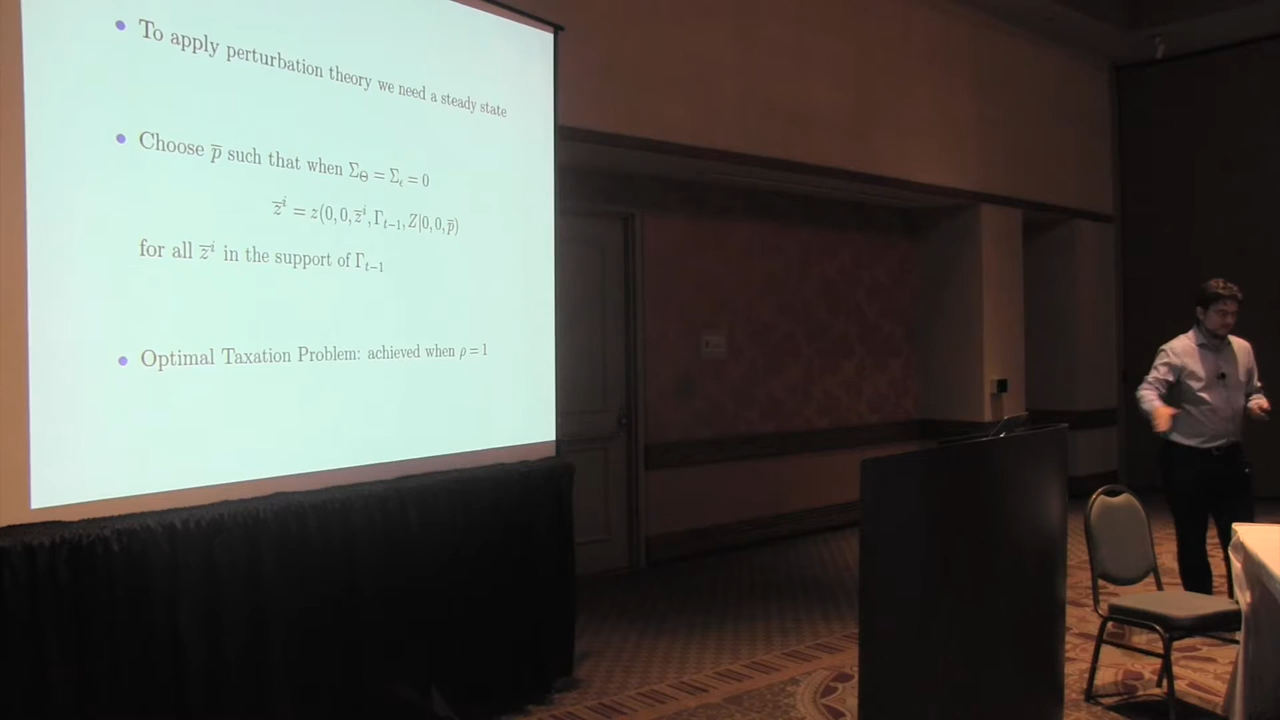 • To apply perturbation theory we need a steady state
• Choose p̅ such that when Σ_Θ = Σ_ϵ = 0
z̅^i = z(0, 0, z̅^i, Γ_{t−1}, Z|0, 0, p̅)
for all z̅^i in the support of Γ_{t−1}
• Optimal Taxation Problem: achieved when ρ = 1